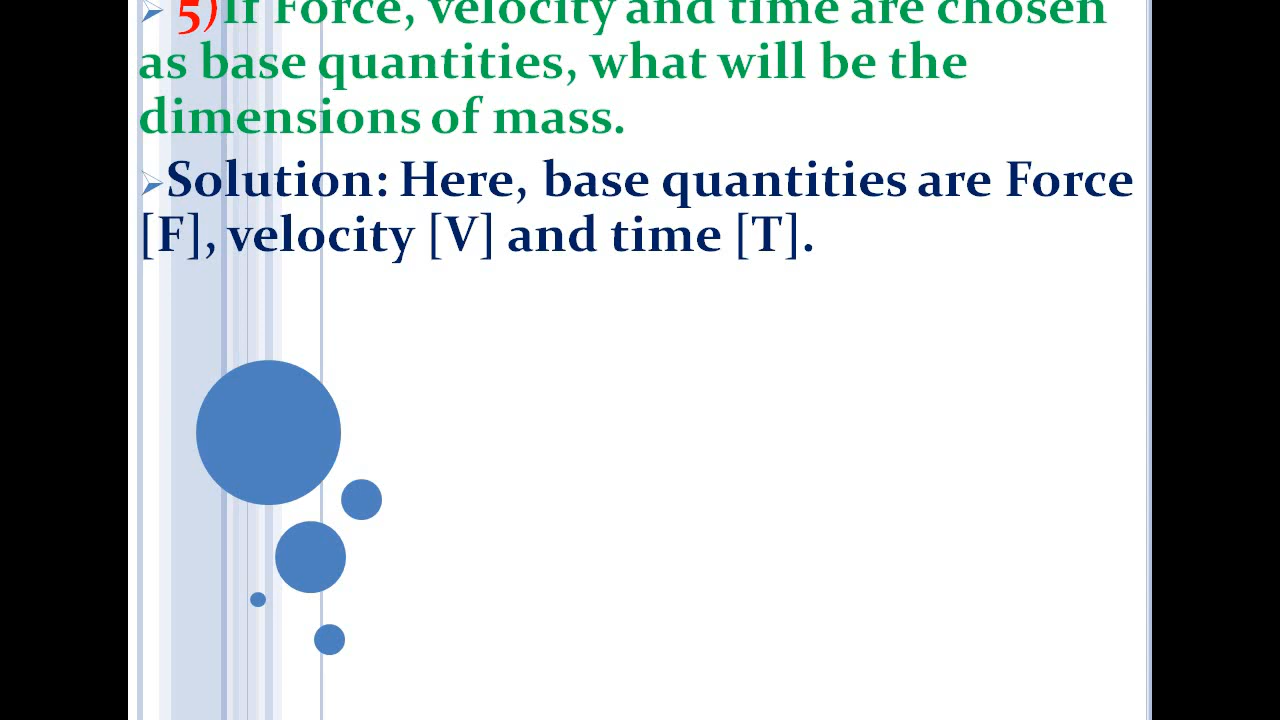 5)If Force, velocity and time are chosen
as base quantities, what will be the
dimensions of mass.
Solution: Here, base quantities are Force
[F], velocity [V] and time [T].